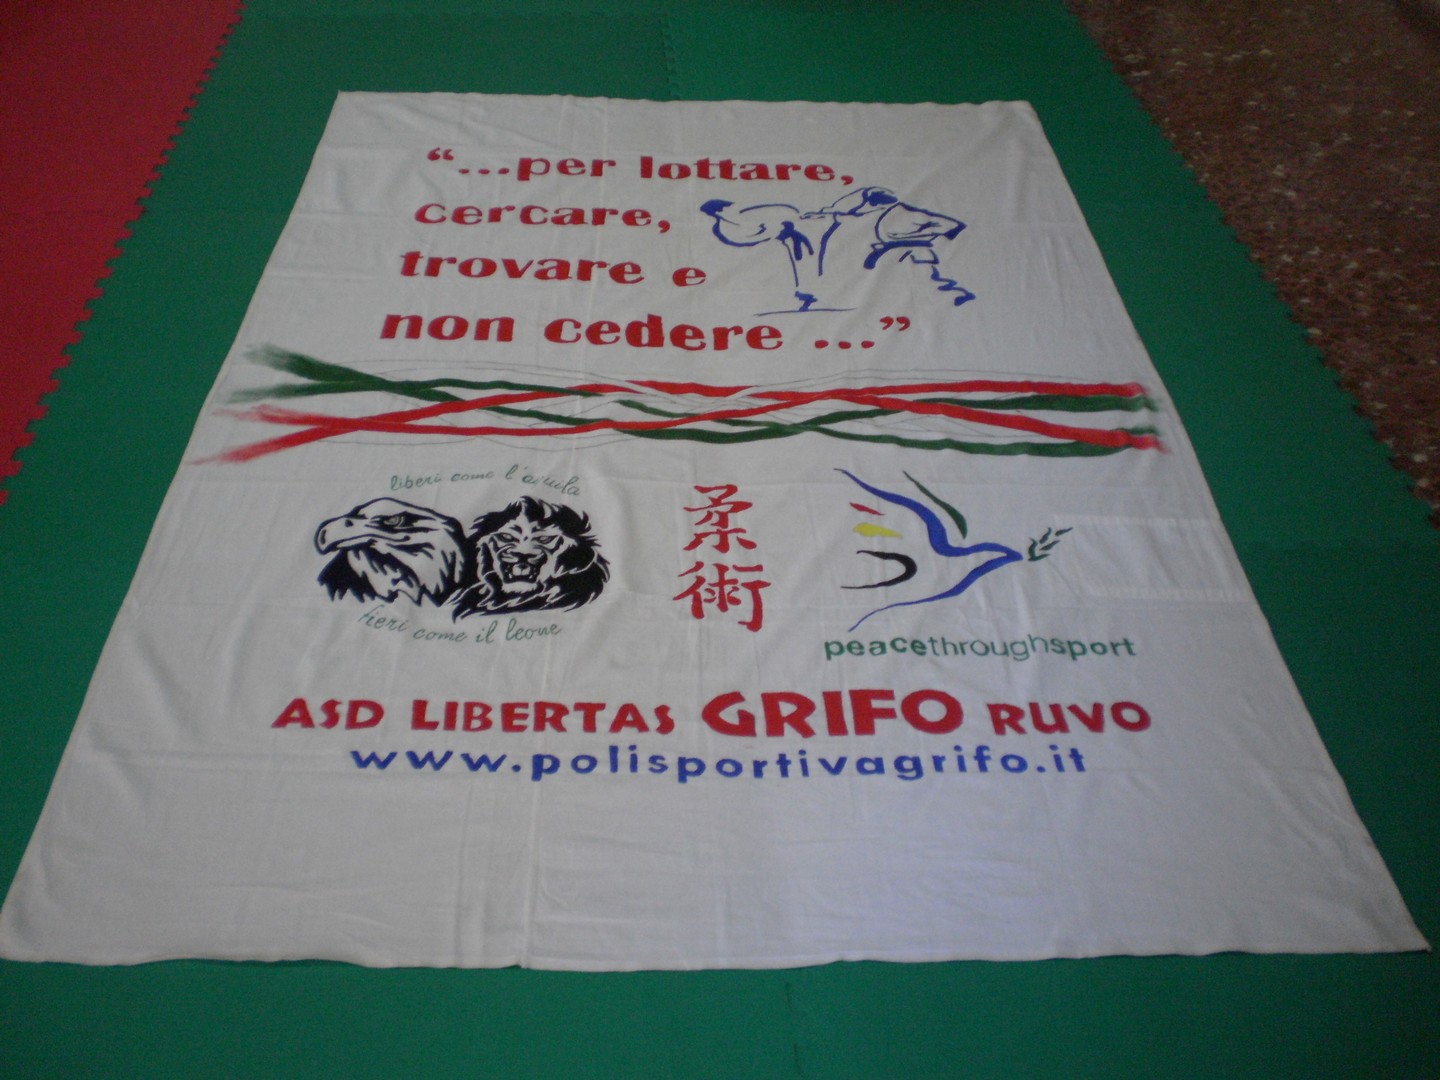 “...per lottare,
cercare,
trovare e
non cedere ...”
liberi come l'aquila
fieri come il leone
柔術
peacethroughsport
ASD LIBERTAS GRIFO RUVO
www.polisportivagrifo.it